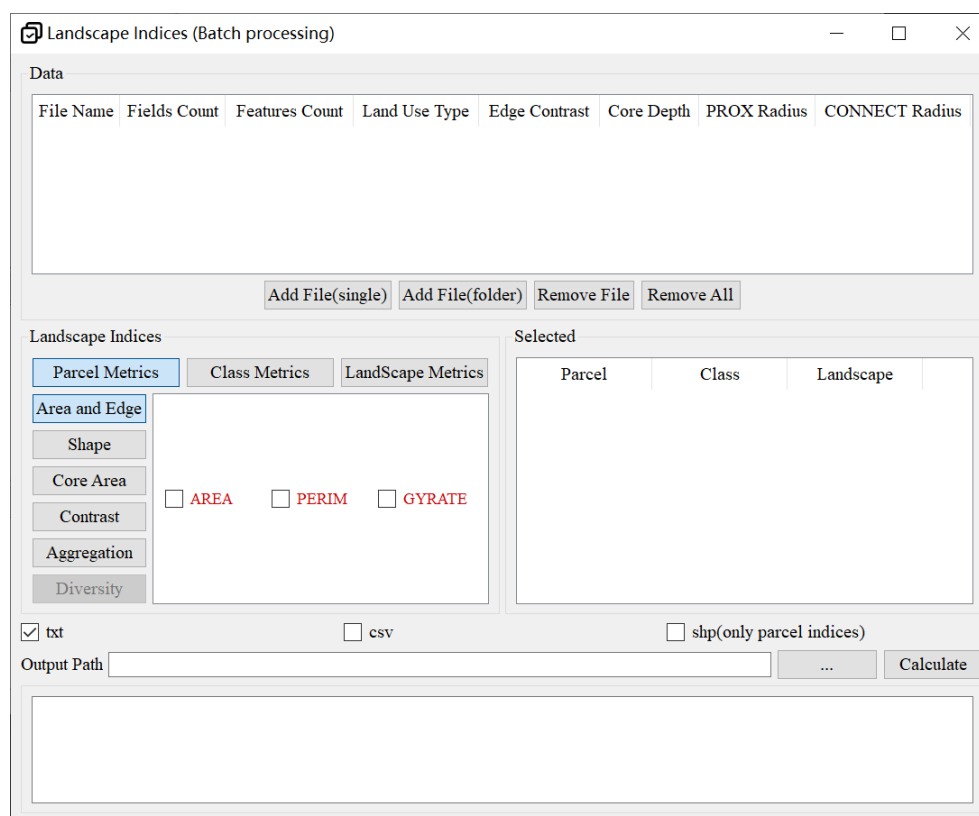 Landscape Indices (Batch processing)
Data
File Name Fields Count Features Count Land Use Type Edge Contrast Core Depth PROX Radius CONNECT Radius
Add File(single) Add File(folder) Remove File Remove All
Landscape Indices
Parcel Metrics Class Metrics LandScape Metrics
Area and Edge
Shape
Core Area
Contrast
Aggregation
Diversity
AREA PERIM GYRATE
Selected
Parcel Class Landscape
txt csv shp(only parcel indices)
Output Path ... Calculate